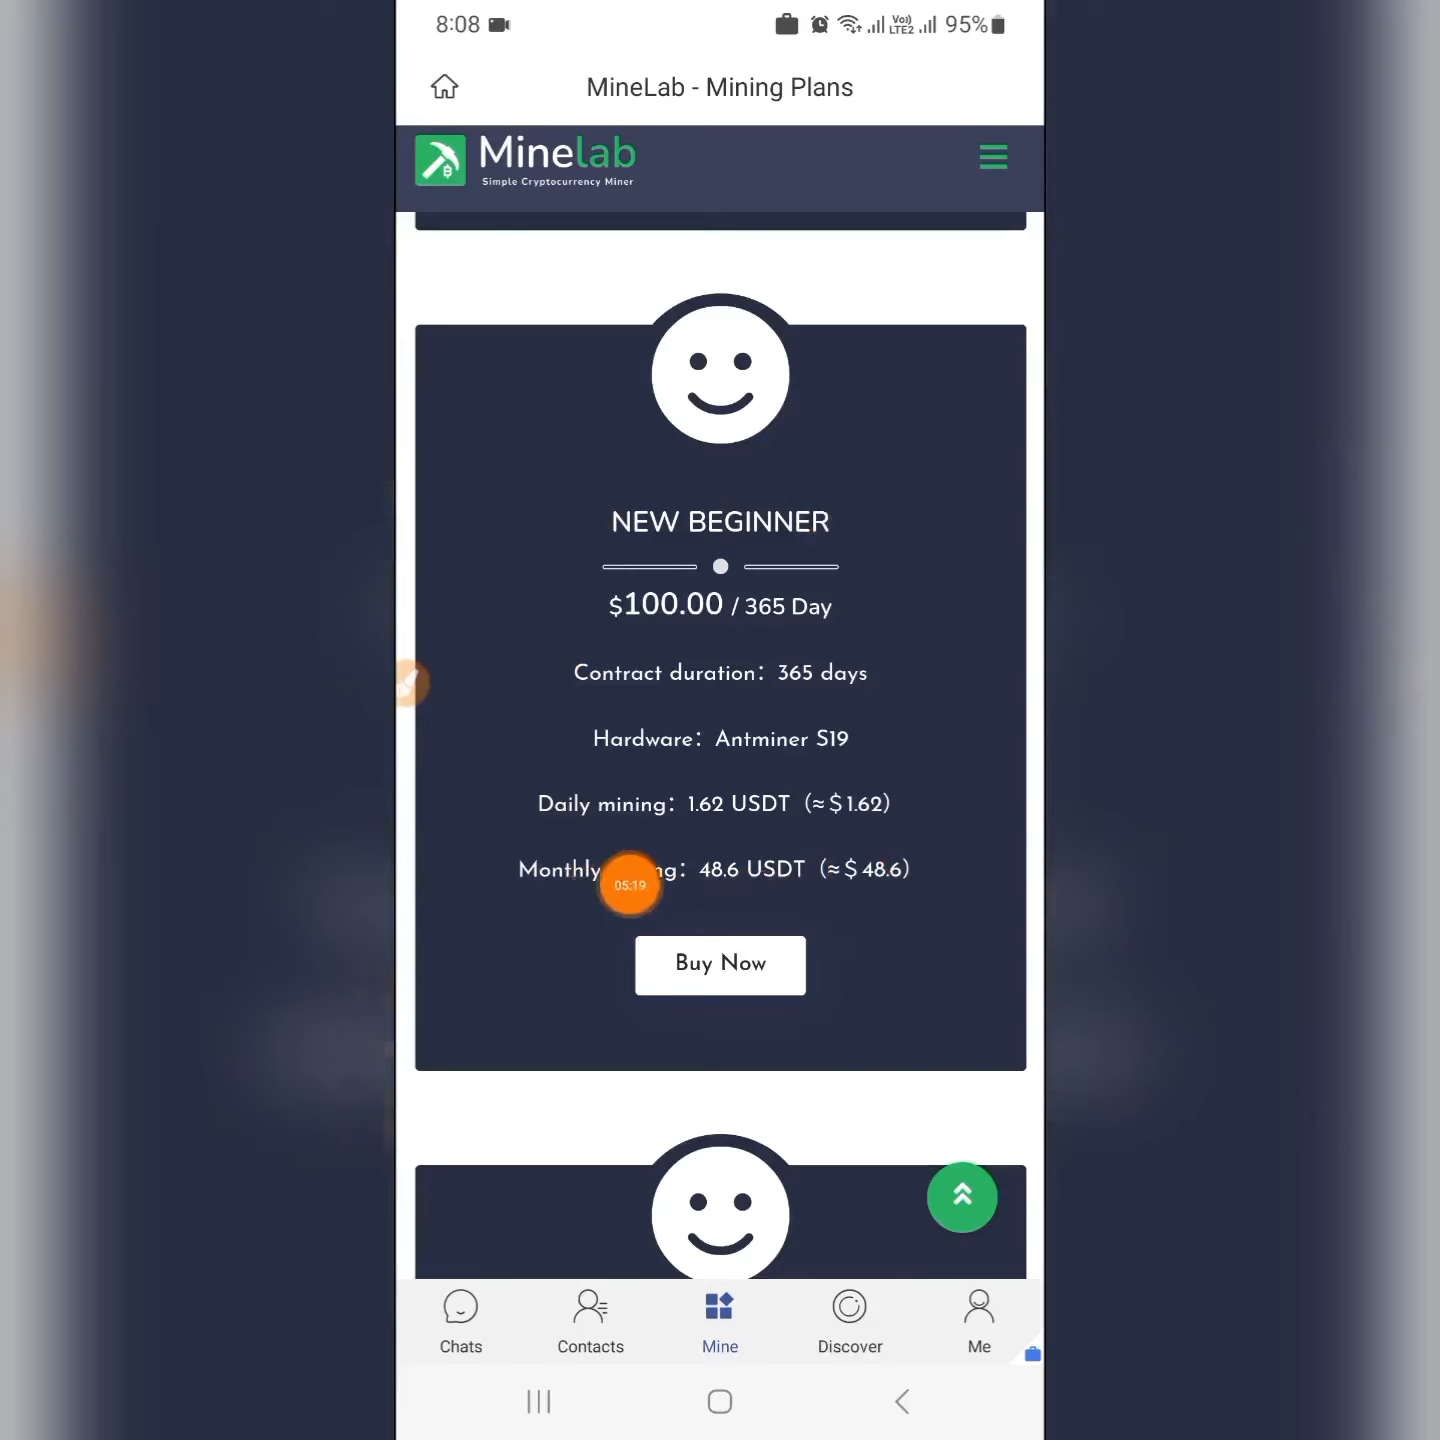 8:08
Vo)) LTE2 95%
MineLab - Mining Plans
Minelab
Simple Cryptocurrency Miner
NEW BEGINNER
$100.00 / 365 Day
Contract duration： 365 days
Hardware： Antminer S19
Daily mining： 1.62 USDT （≈$1.62）
Monthly ng： 48.6 USDT （≈$48.6）
05:19
Buy Now
Chats Contacts Mine Discover Me